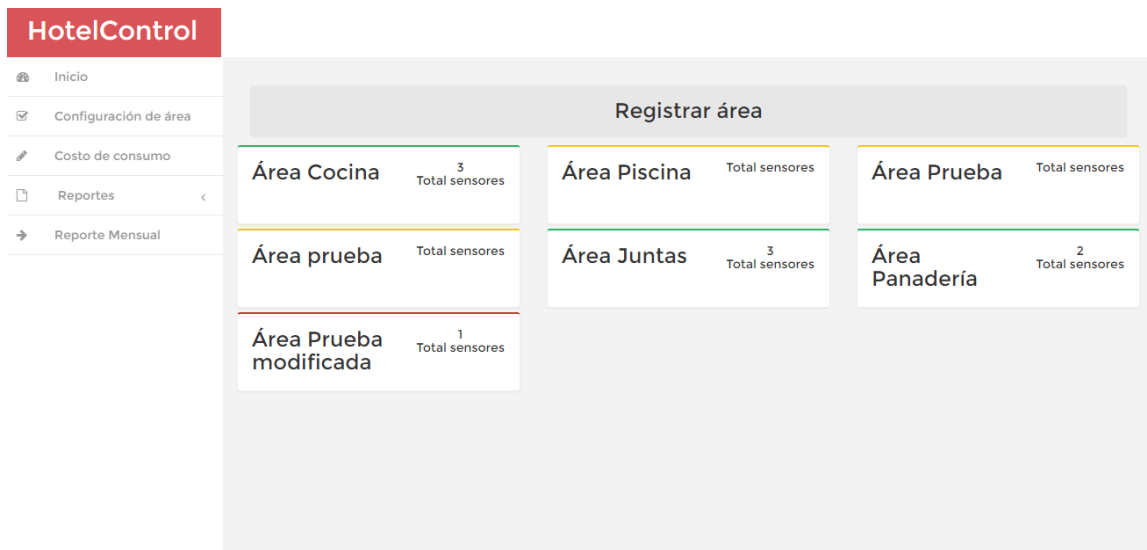 HotelControl
Inicio
Configuración de área
Costo de consumo
Reportes
Reporte Mensual
Registrar área
Área Cocina
3
Total sensores
Área Piscina
Total sensores
Área Prueba
Total sensores
Área prueba
Total sensores
Área Juntas
3
Total sensores
Área
Panadería
2
Total sensores
Área Prueba
modificada
1
Total sensores